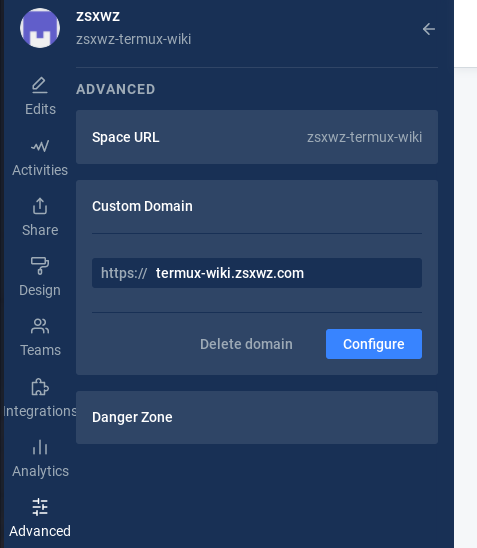 zsxwz
zsxwz-termux-wiki
Edits
Activities
Share
Design
Teams
Integrations
Analytics
Advanced
ADVANCED
Space URL zsxwz-termux-wiki
Custom Domain
https:// termux-wiki.zsxwz.com
Delete domain Configure
Danger Zone